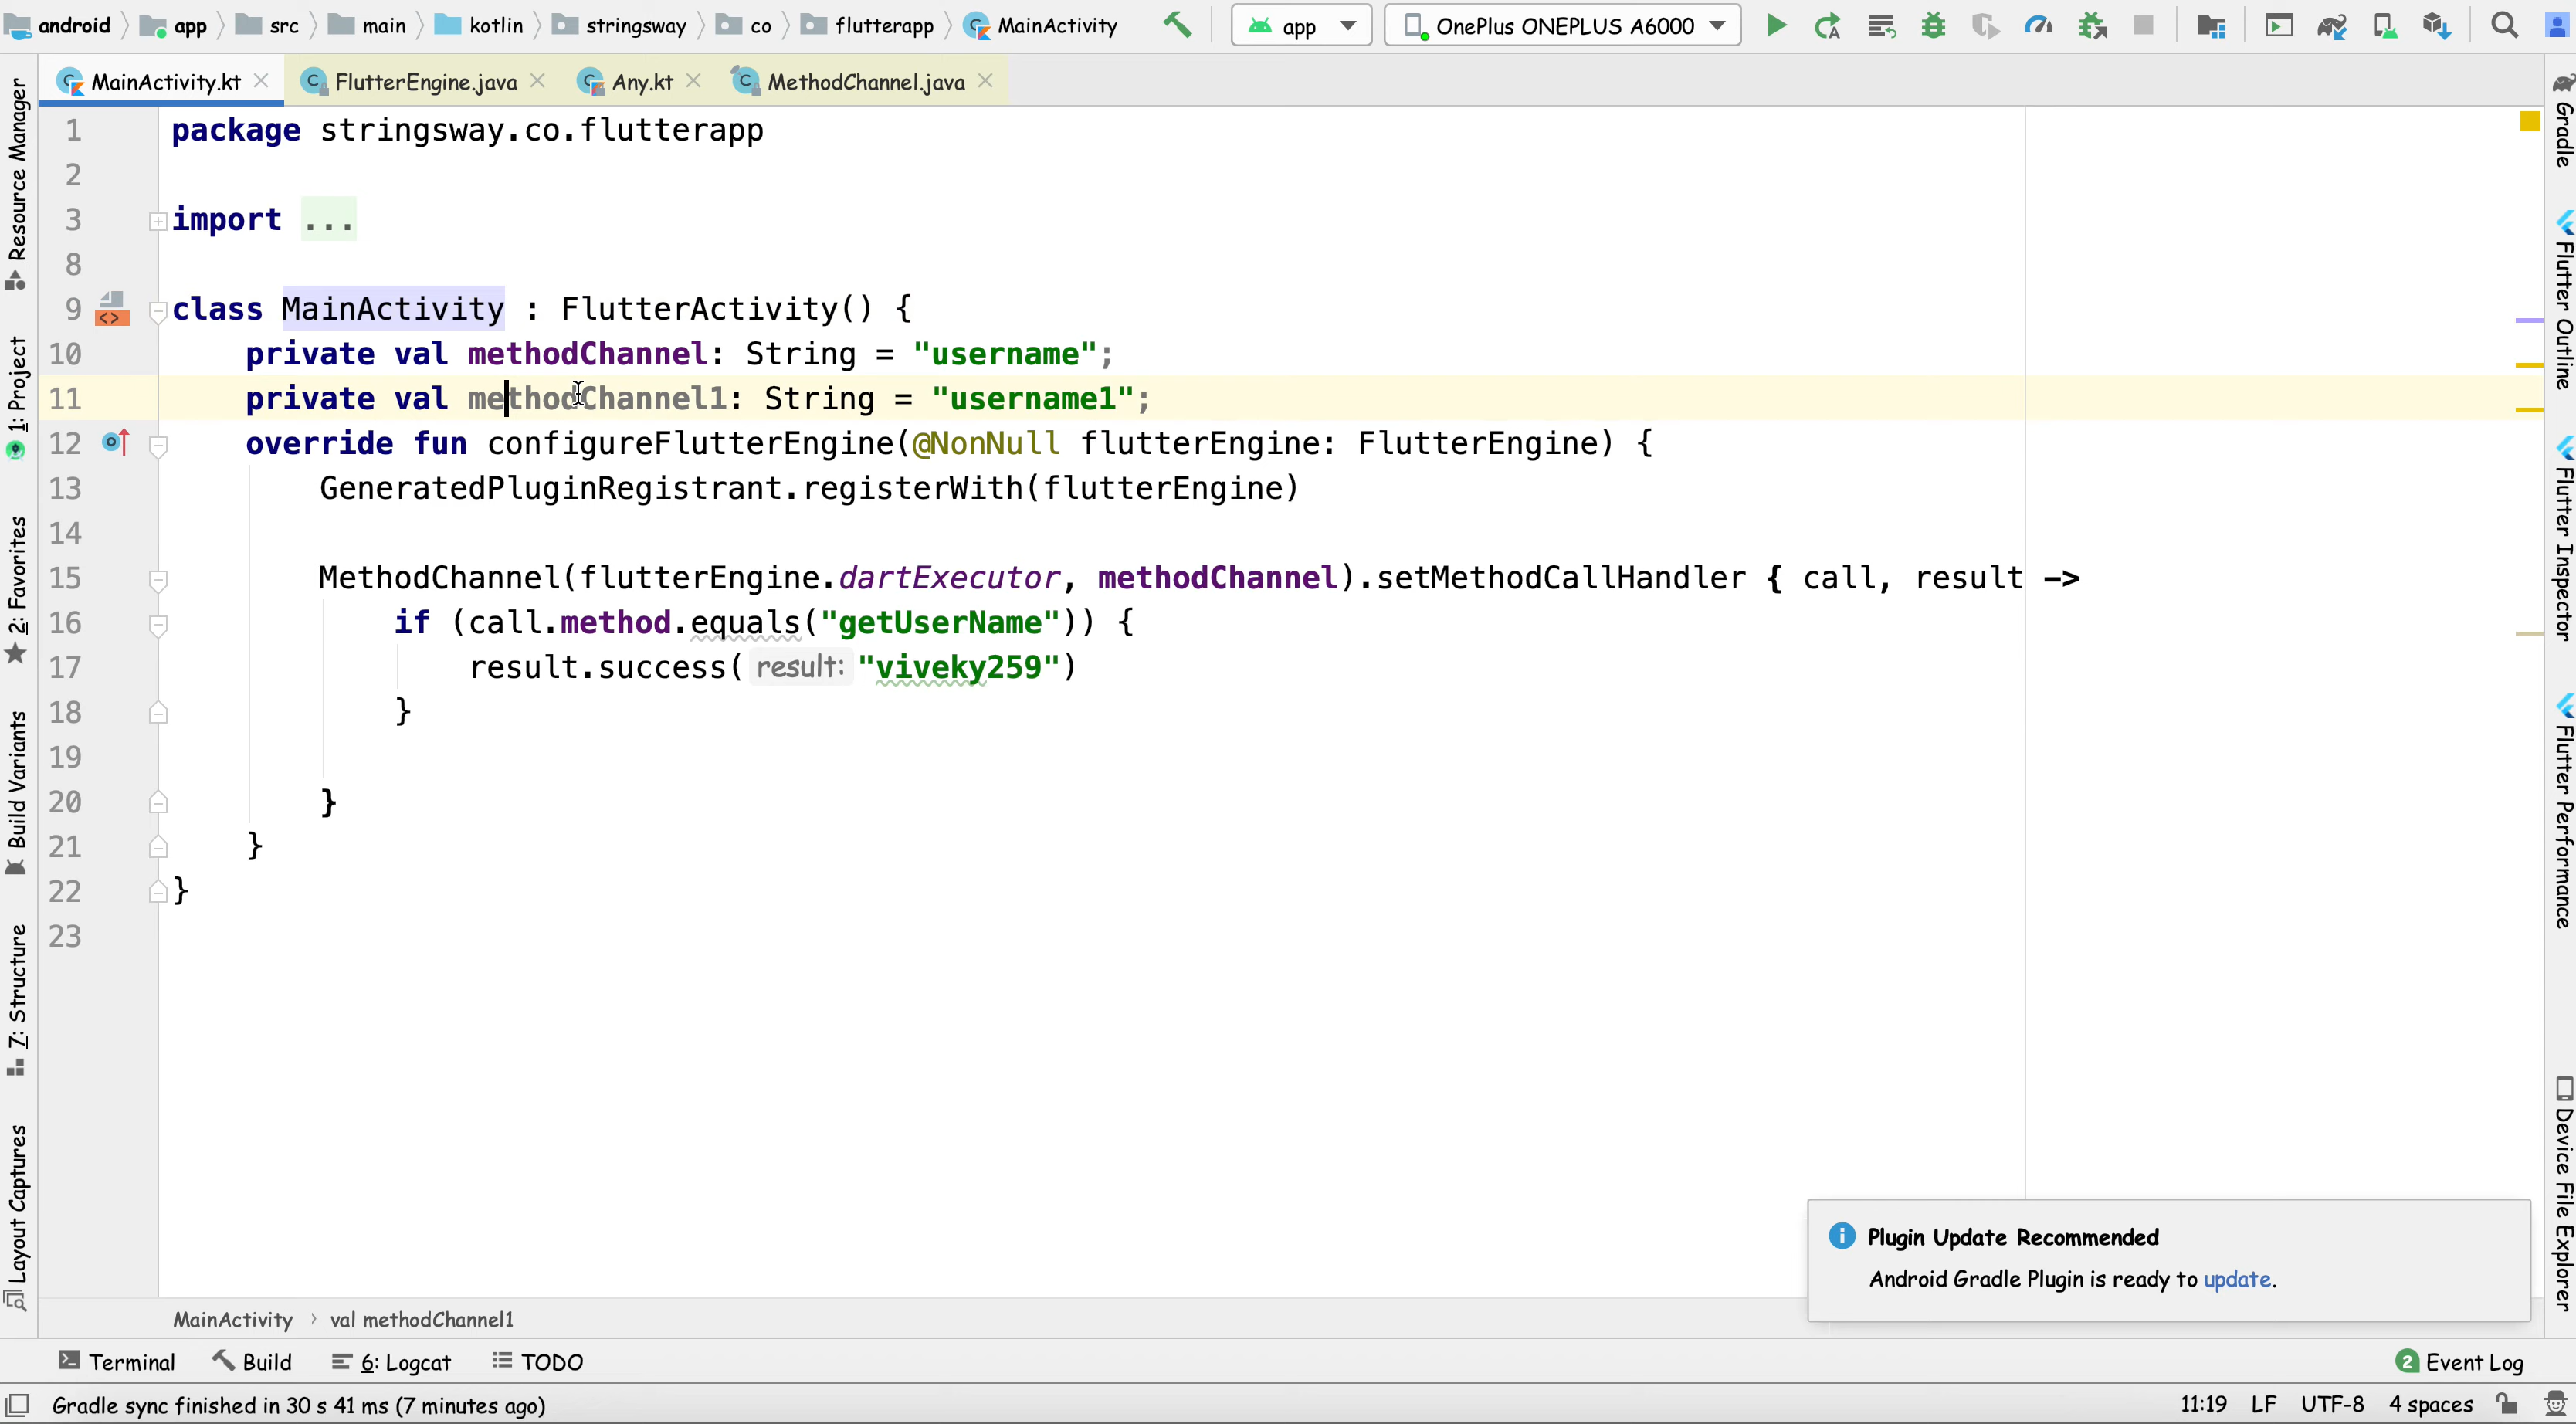 android app src main kotlin stringsway co flutterapp MainActivity app OnePlus ONEPLUS A6000
MainActivity.kt FlutterEngine.java Any.kt MethodChannel.java
1 package stringsway.co.flutterapp
2
3 import ...
8
9 class MainActivity : FlutterActivity() {
10 private val methodChannel: String = "username";
11 private val methodChannel1: String = "username1";
12 override fun configureFlutterEngine(@NonNull flutterEngine: FlutterEngine) {
13 GeneratedPluginRegistrant.registerWith(flutterEngine)
14
15 MethodChannel(flutterEngine.dartExecutor, methodChannel).setMethodCallHandler { call, result ->
16 if (call.method.equals("getUserName")) {
17 result.success( result: "viveky259")
18 }
19
20 }
21 }
22 }
23
Resource Manager
1: Project
2: Favorites
Build Variants
7: Structure
Layout Captures
Gradle
Flutter Outline
Flutter Inspector
Flutter Performance
Device File Explorer
Plugin Update Recommended
Android Gradle Plugin is ready to update.
MainActivity › val methodChannel1
Terminal Build 6: Logcat TODO 2 Event Log
Gradle sync finished in 30 s 41 ms (7 minutes ago) 11:19 LF UTF-8 4 spaces